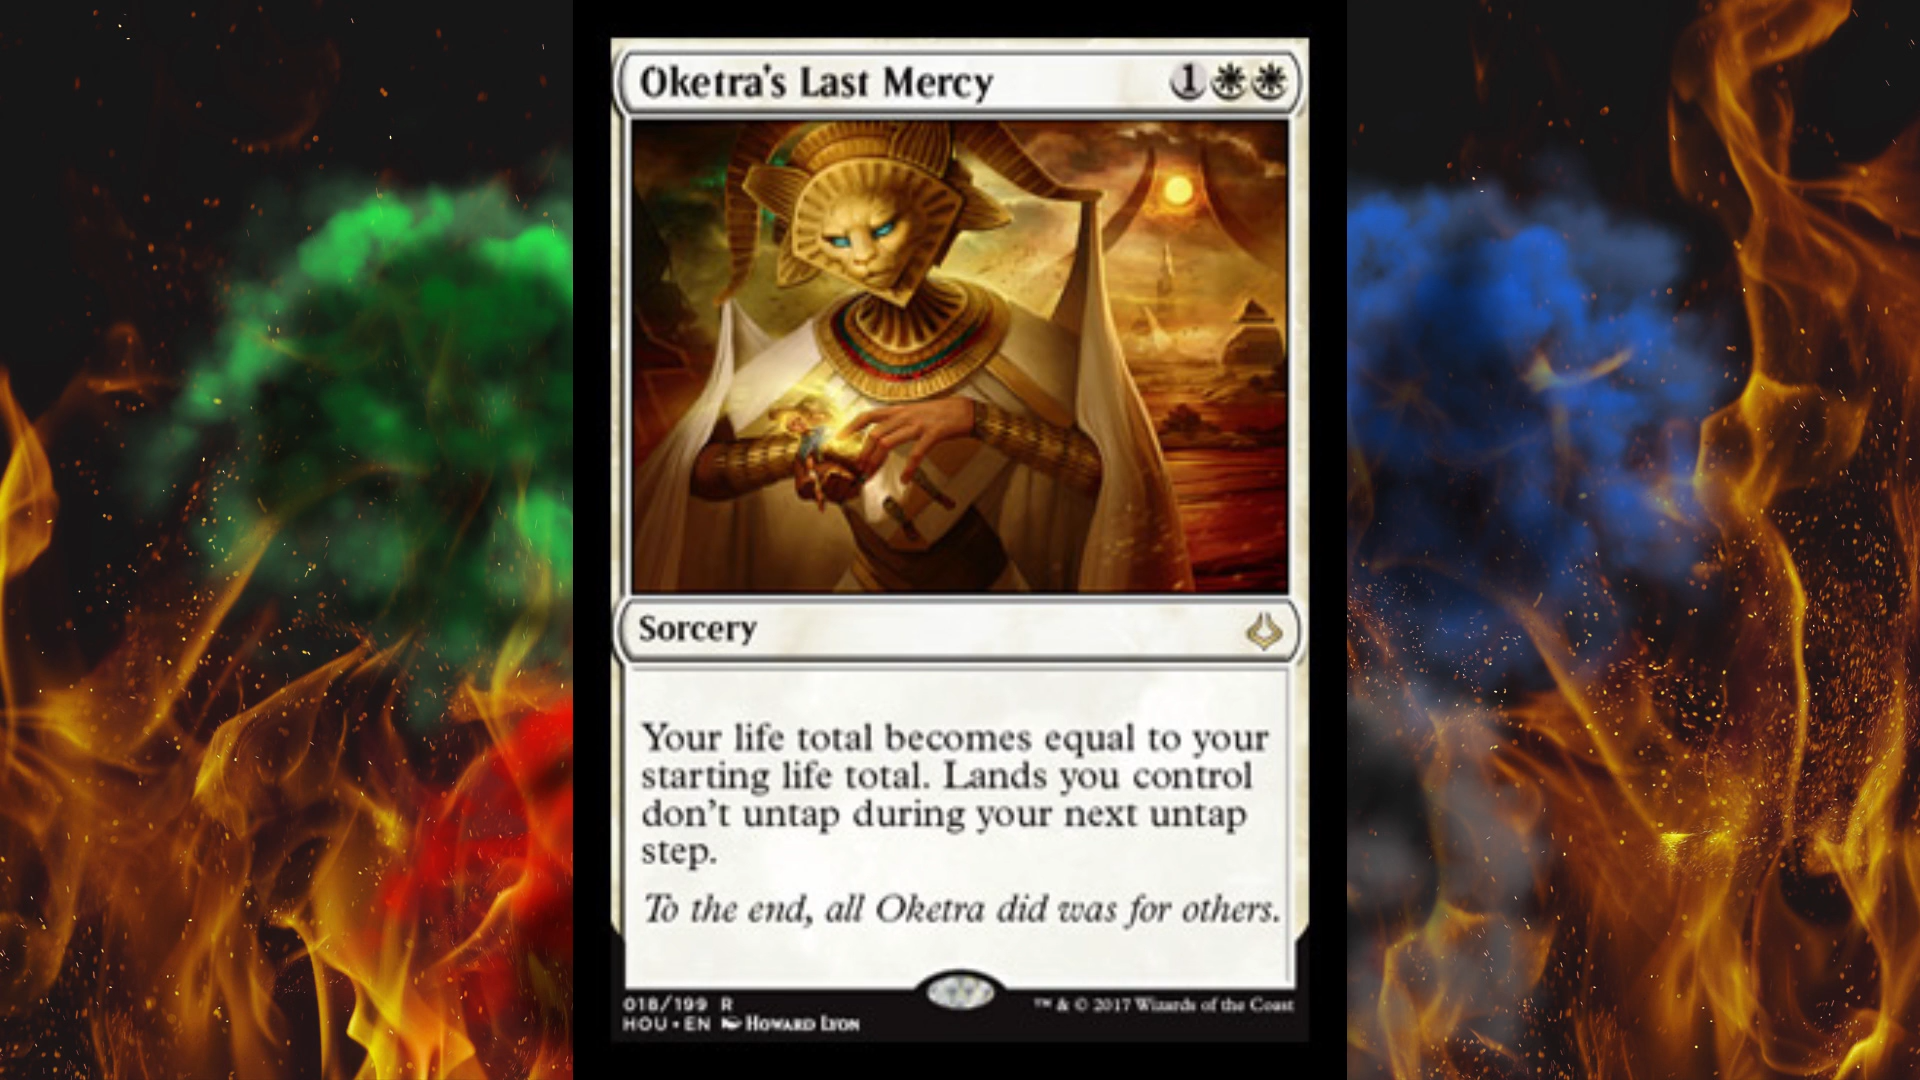 Oketra's Last Mercy 1
Sorcery
Your life total becomes equal to your
starting life total. Lands you control
don't untap during your next untap
step.
To the end, all Oketra did was for others.
018/199 R
™ & © 2017 Wizards of the Coast
HOU • EN Howard Lyon